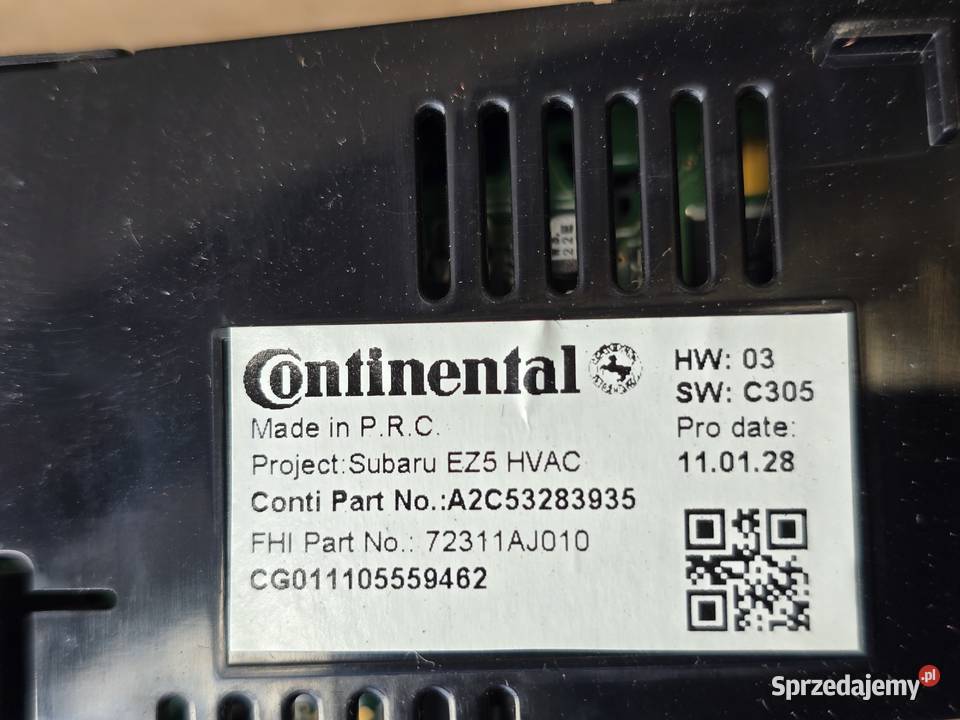 Continental
Made in P.R.C.
Project:Subaru EZ5 HVAC
Conti Part No.:A2C53283935
FHI Part No.: 72311AJ010
CG011105559462
HW: 03
SW: C305
Pro date:
11.01.28
Sprzedajemy.pl